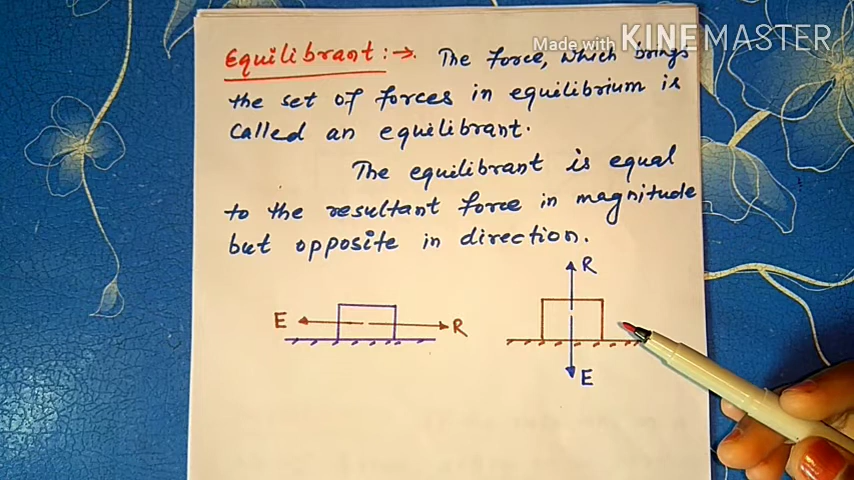 Made with KINEMASTER
Equilibrant:→. The force, which brings
the set of forces in equilibrium is
called an equilibrant.
The equilibrant is equal
to the resultant force in magnitude
but opposite in direction.
R
E R
E